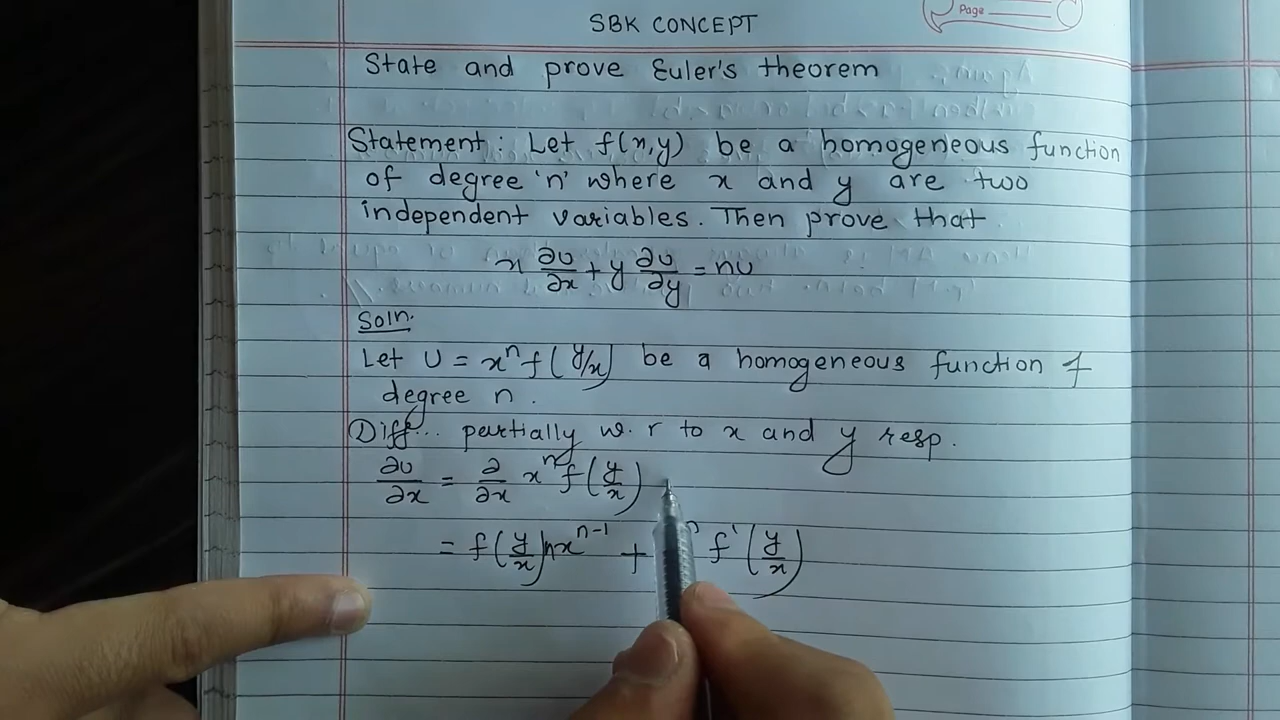 SBK CONCEPT
Page
State and prove Euler's theorem
Statement: Let f(x,y) be a homogeneous function
of degree 'n' where x and y are two
independent variables. Then prove that
x ∂u/∂x + y ∂u/∂y = nu
Soln.
Let U = xⁿ f(y/x) be a homogeneous function of
degree n.
Diff... partially w. r to x and y resp.
∂u/∂x = ∂/∂x xⁿ f(y/x)
= f(y/x) nxⁿ⁻¹ + ⁿ f'(y/x)